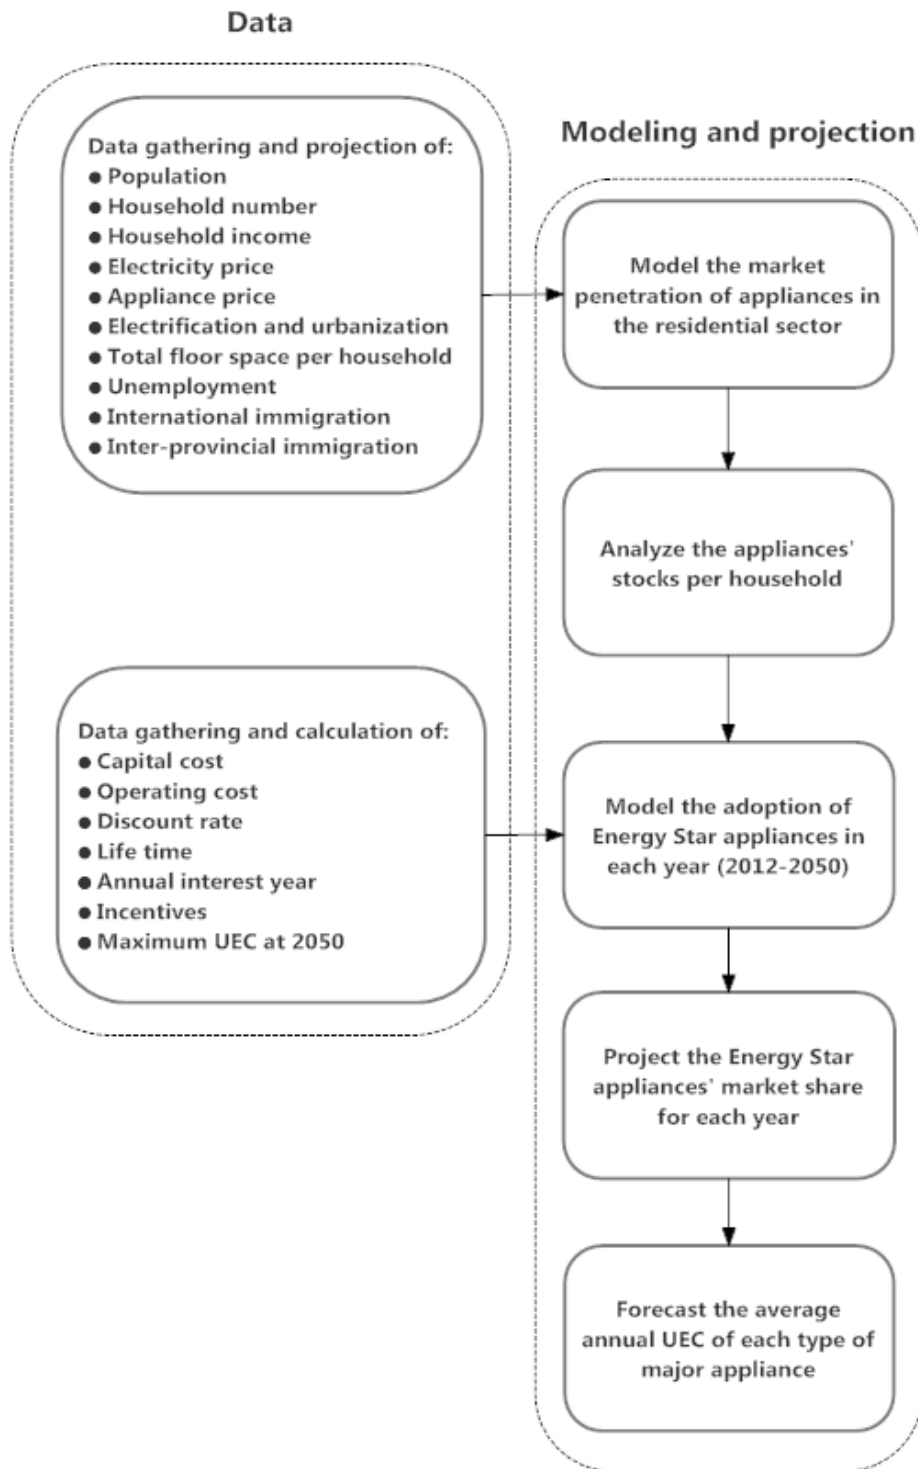 Data
Data gathering and projection of:
● Population
● Household number
● Household income
● Electricity price
● Appliance price
● Electrification and urbanization
● Total floor space per household
● Unemployment
● International immigration
● Inter-provincial immigration
Data gathering and calculation of:
● Capital cost
● Operating cost
● Discount rate
● Life time
● Annual interest year
● Incentives
● Maximum UEC at 2050
Modeling and projection
Model the market
penetration of appliances in
the residential sector
Analyze the appliances'
stocks per household
Model the adoption of
Energy Star appliances in
each year (2012-2050)
Project the Energy Star
appliances' market share
for each year
Forecast the average
annual UEC of each type of
major appliance